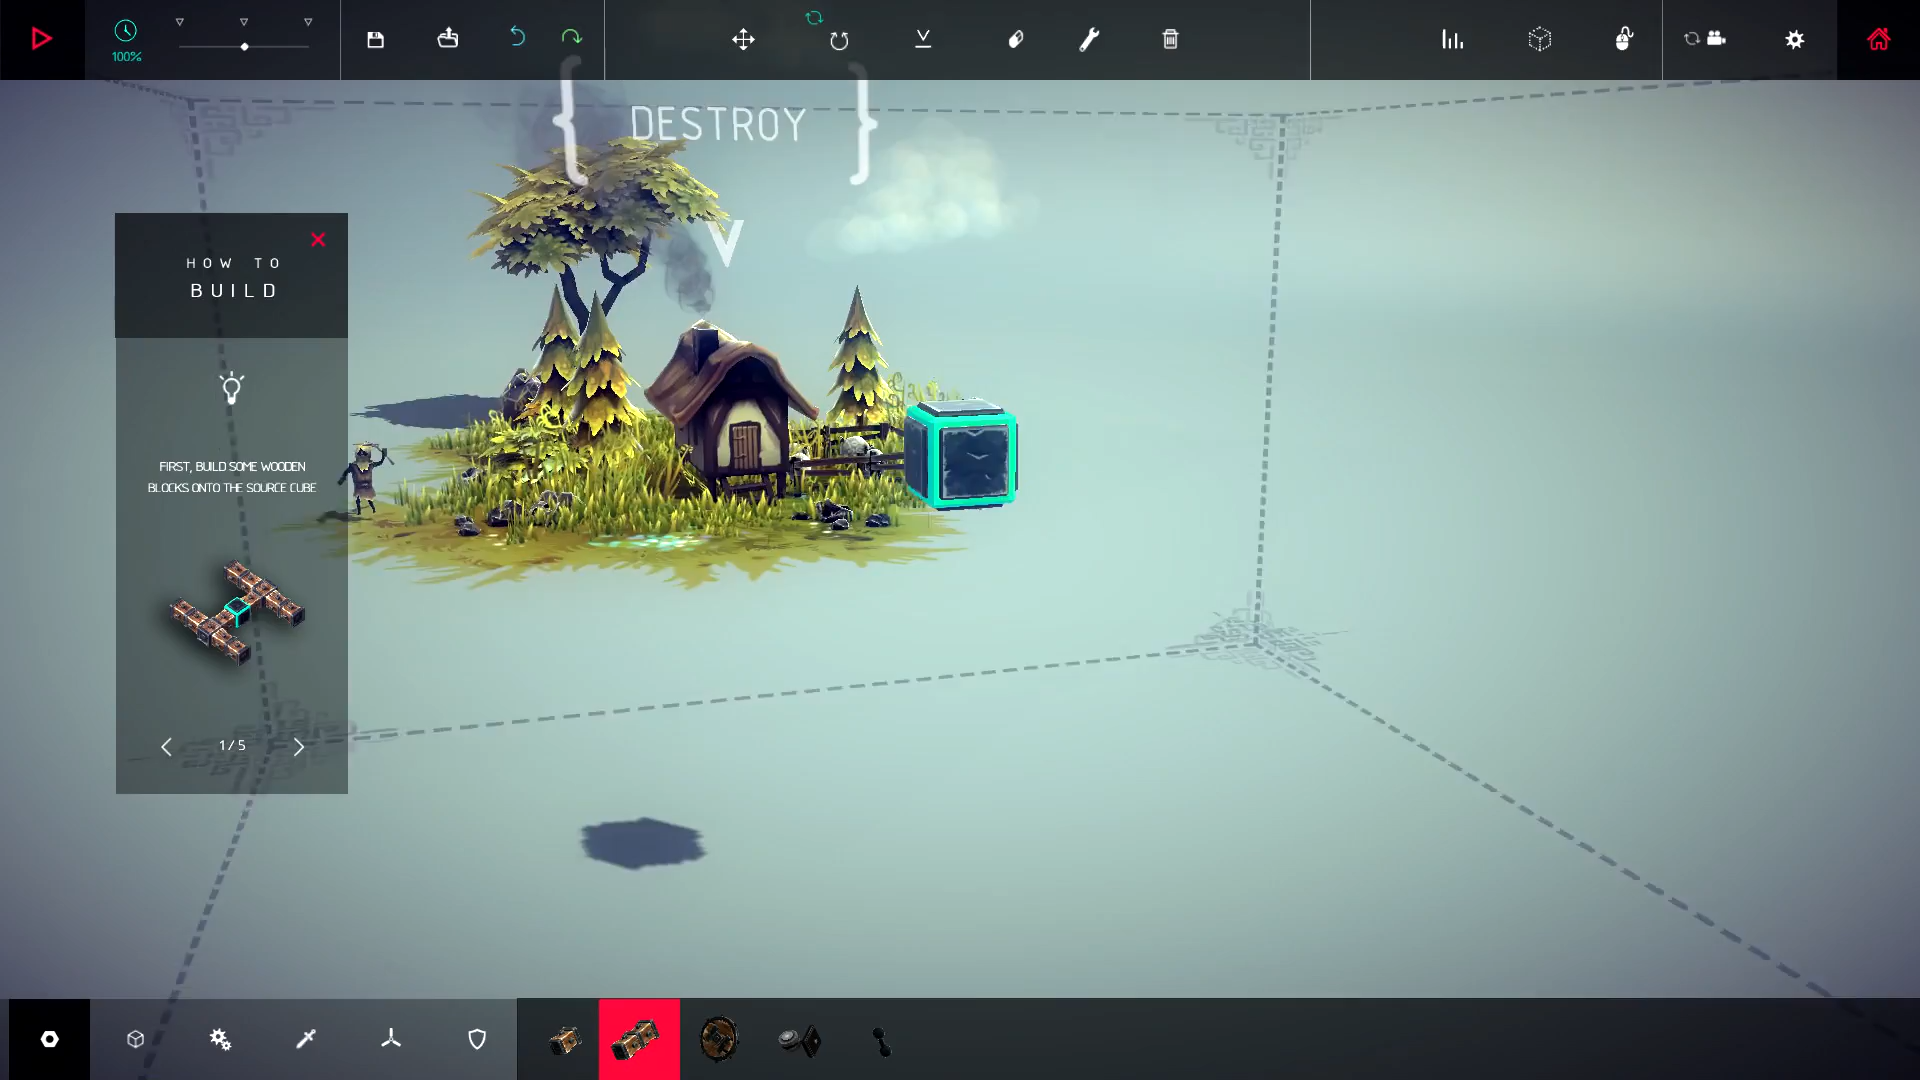 100%
DESTROY
HOW TO
BUILD
FIRST, BUILD SOME WOODEN
BLOCKS ONTO THE SOURCE CUBE
1/5